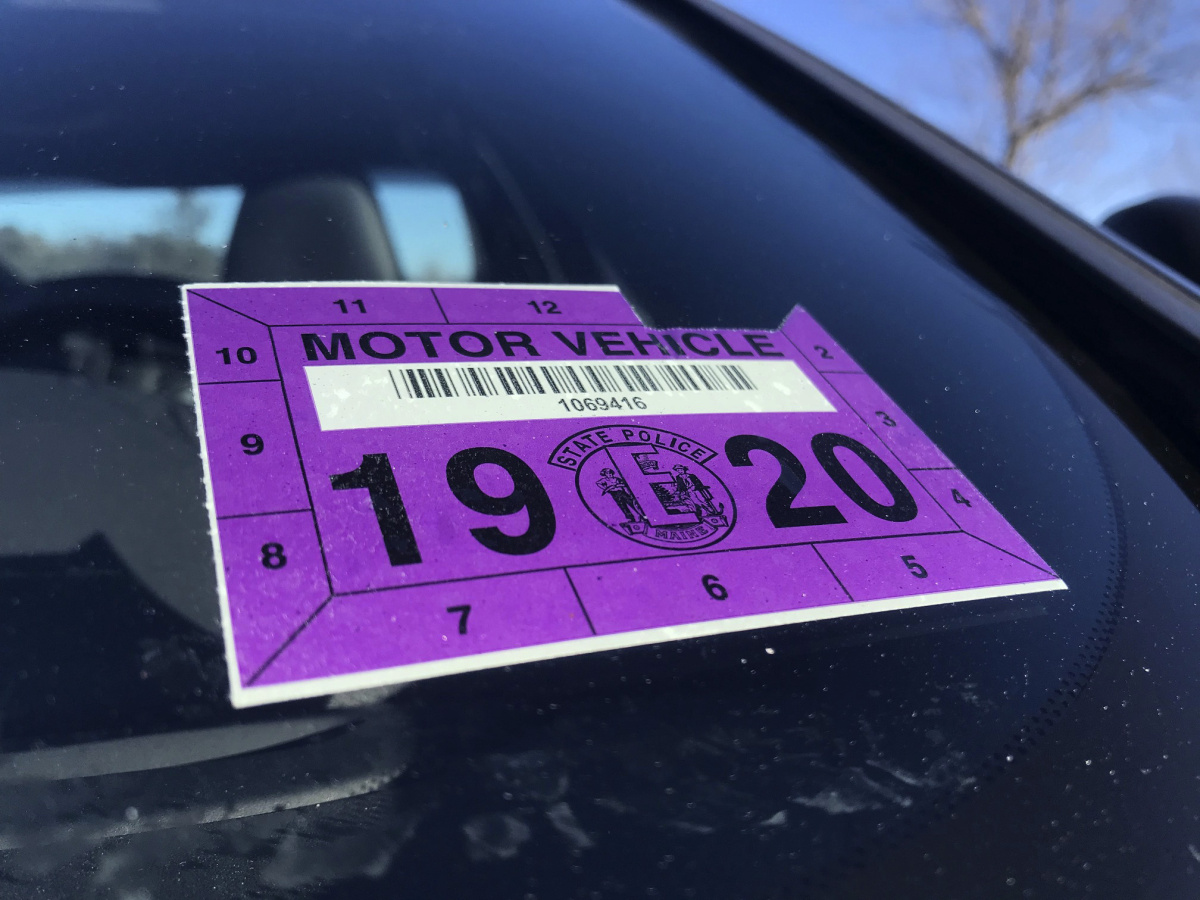 11 12
10 MOTOR VEHICLE 2
1069416
9 3
19 STATE POLICE 20
MAINE
8 4
7 6 5